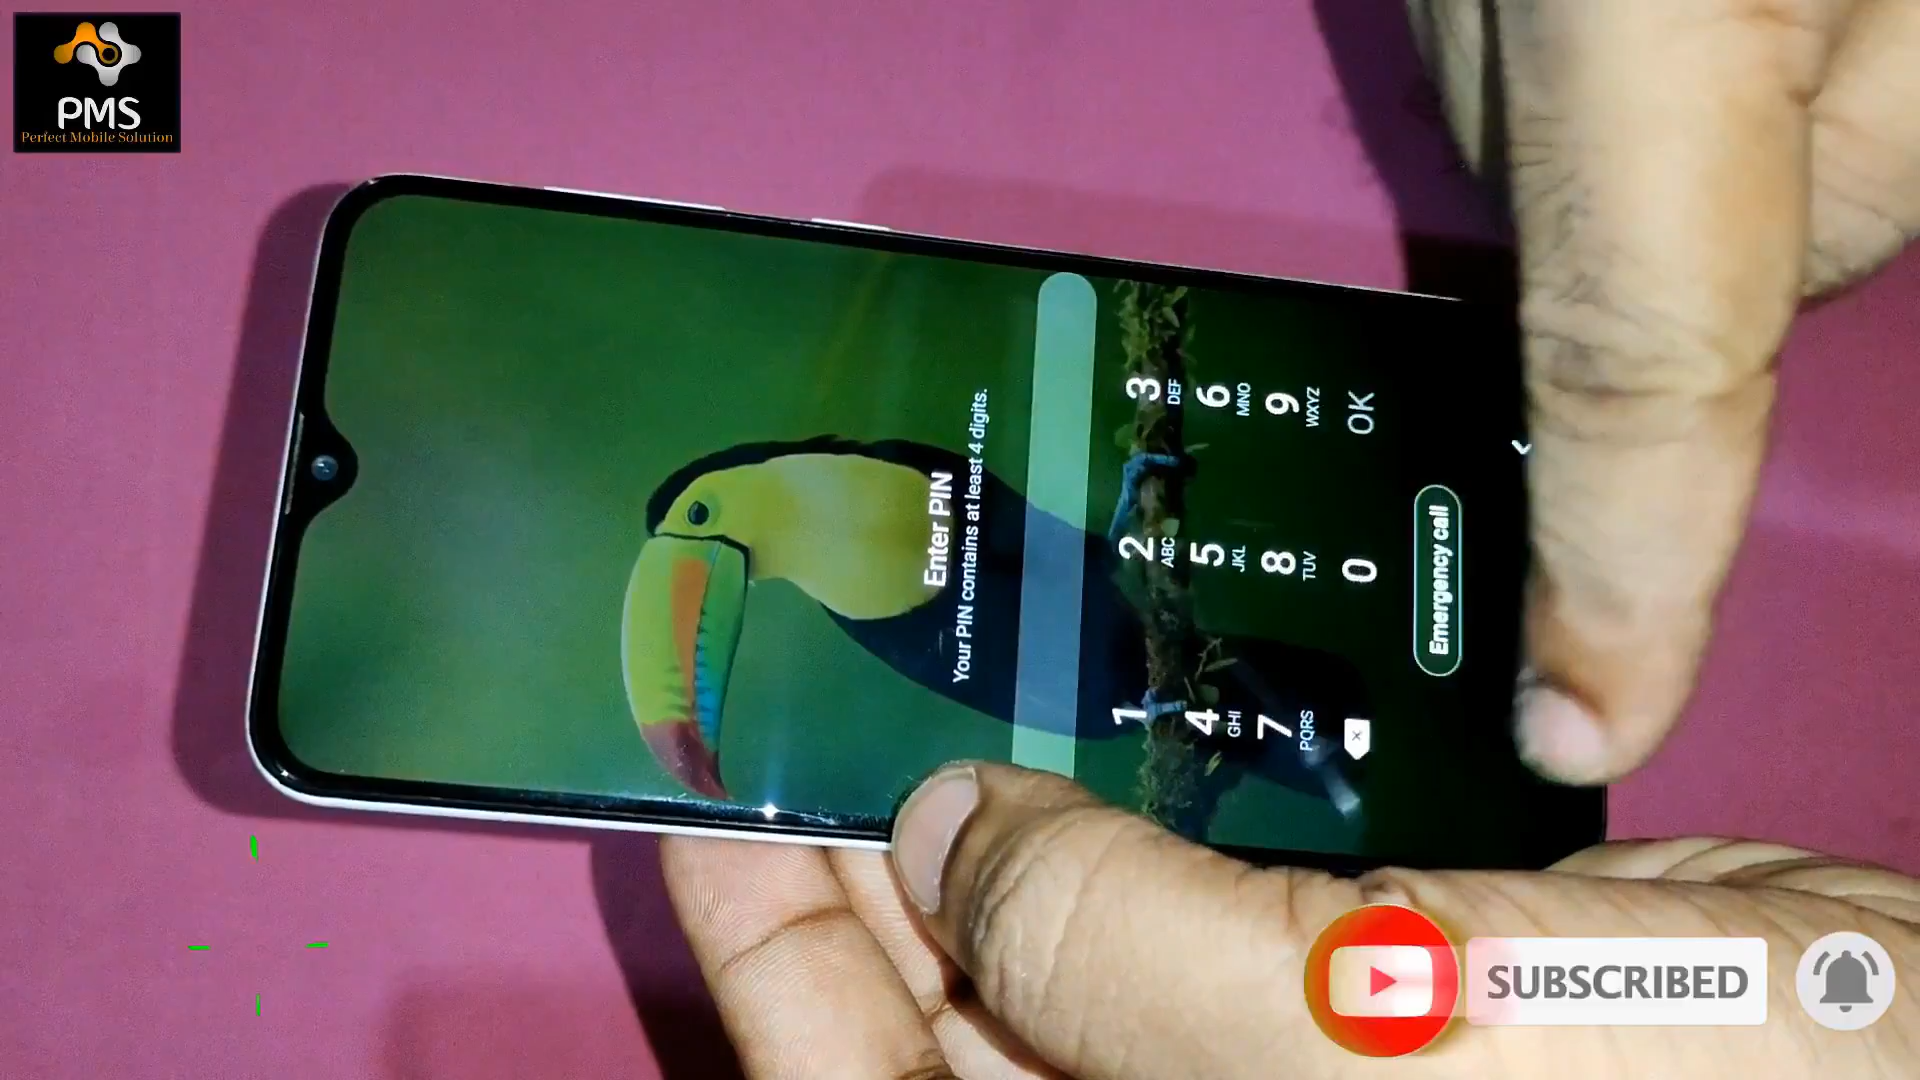 PMS
Perfect Mobile Solution
Enter PIN
Your PIN contains at least 4 digits.
1 2 ABC 3 DEF
4 GHI 5 JKL 6 MNO
7 PQRS 8 TUV 9 WXYZ
0 OK
Emergency call
SUBSCRIBED